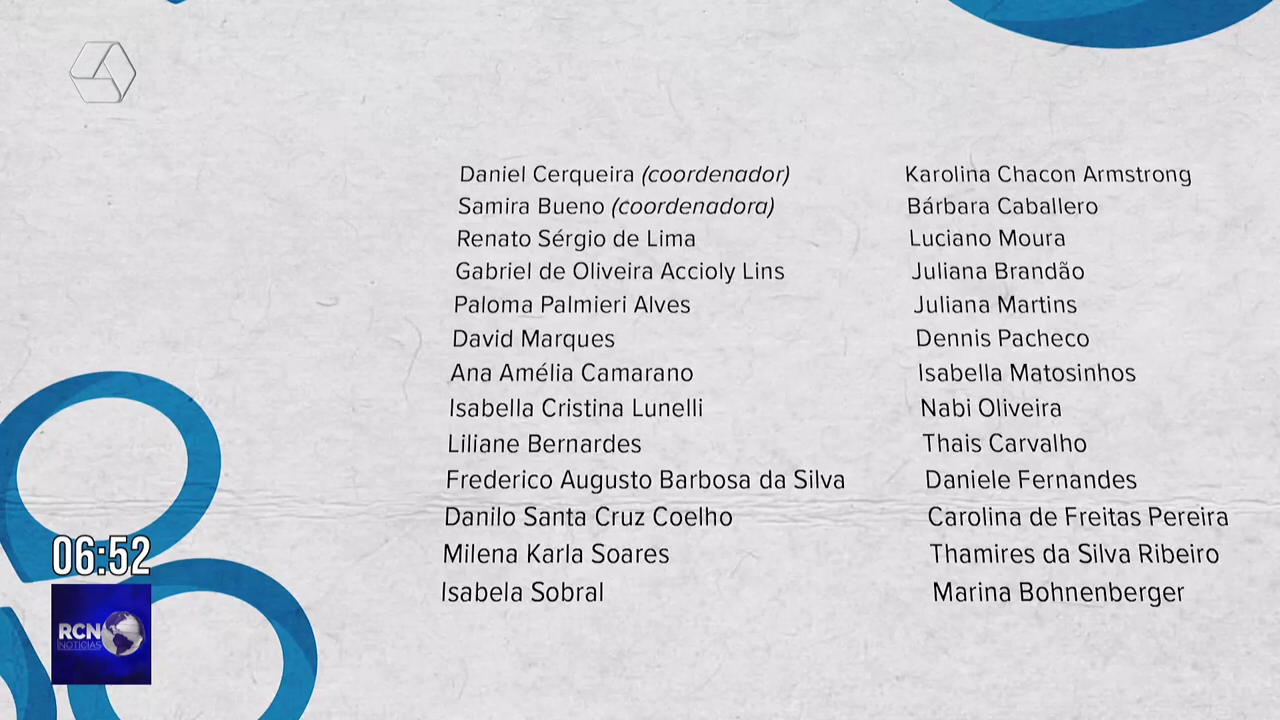 Daniel Cerqueira (coordenador)
Samira Bueno (coordenadora)
Renato Sérgio de Lima
Gabriel de Oliveira Accioly Lins
Paloma Palmieri Alves
David Marques
Ana Amélia Camarano
Isabella Cristina Lunelli
Liliane Bernardes
Frederico Augusto Barbosa da Silva
Danilo Santa Cruz Coelho
Milena Karla Soares
Isabela Sobral
Karolina Chacon Armstrong
Bárbara Caballero
Luciano Moura
Juliana Brandão
Juliana Martins
Dennis Pacheco
Isabella Matosinhos
Nabi Oliveira
Thais Carvalho
Daniele Fernandes
Carolina de Freitas Pereira
Thamires da Silva Ribeiro
Marina Bohnenberger
06:52
RCN
NOTÍCIAS